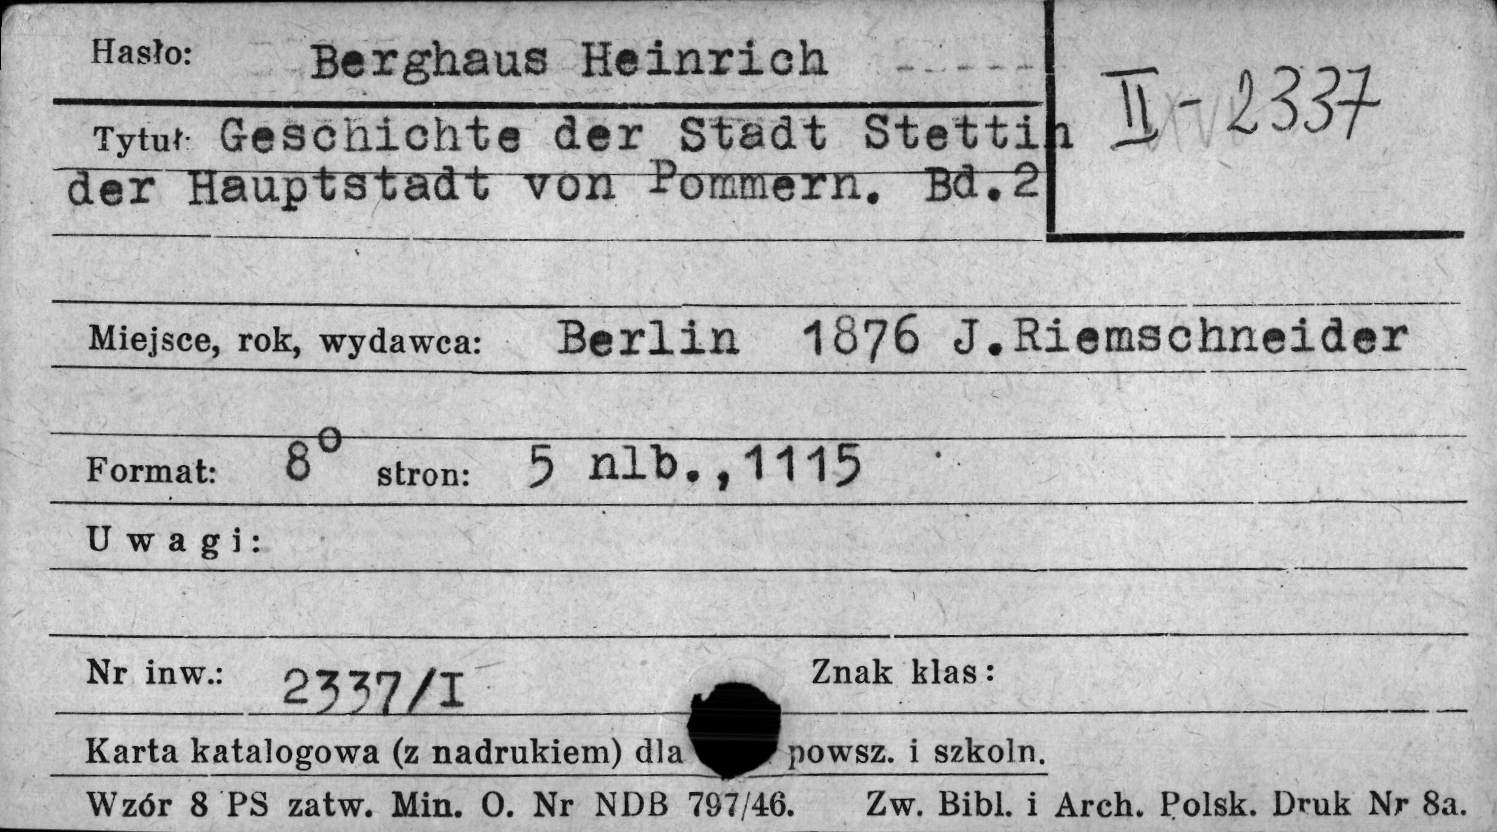 Hasło: Berghaus Heinrich
II - 2337
Tytuł: Geschichte der Stadt Stettin
der Hauptstadt von Pommern. Bd.2
Miejsce, rok, wydawca: Berlin 1876 J.Riemschneider
Format: 8° stron: 5 nlb.,1115
Uwagi:
Nr inw.: 2337/I Znak klas:
Karta katalogowa (z nadrukiem) dla powsz. i szkoln.
Wzór 8 PS zatw. Min. O. Nr NDB 797/46. Zw. Bibl. i Arch. Polsk. Druk Nr 8a.